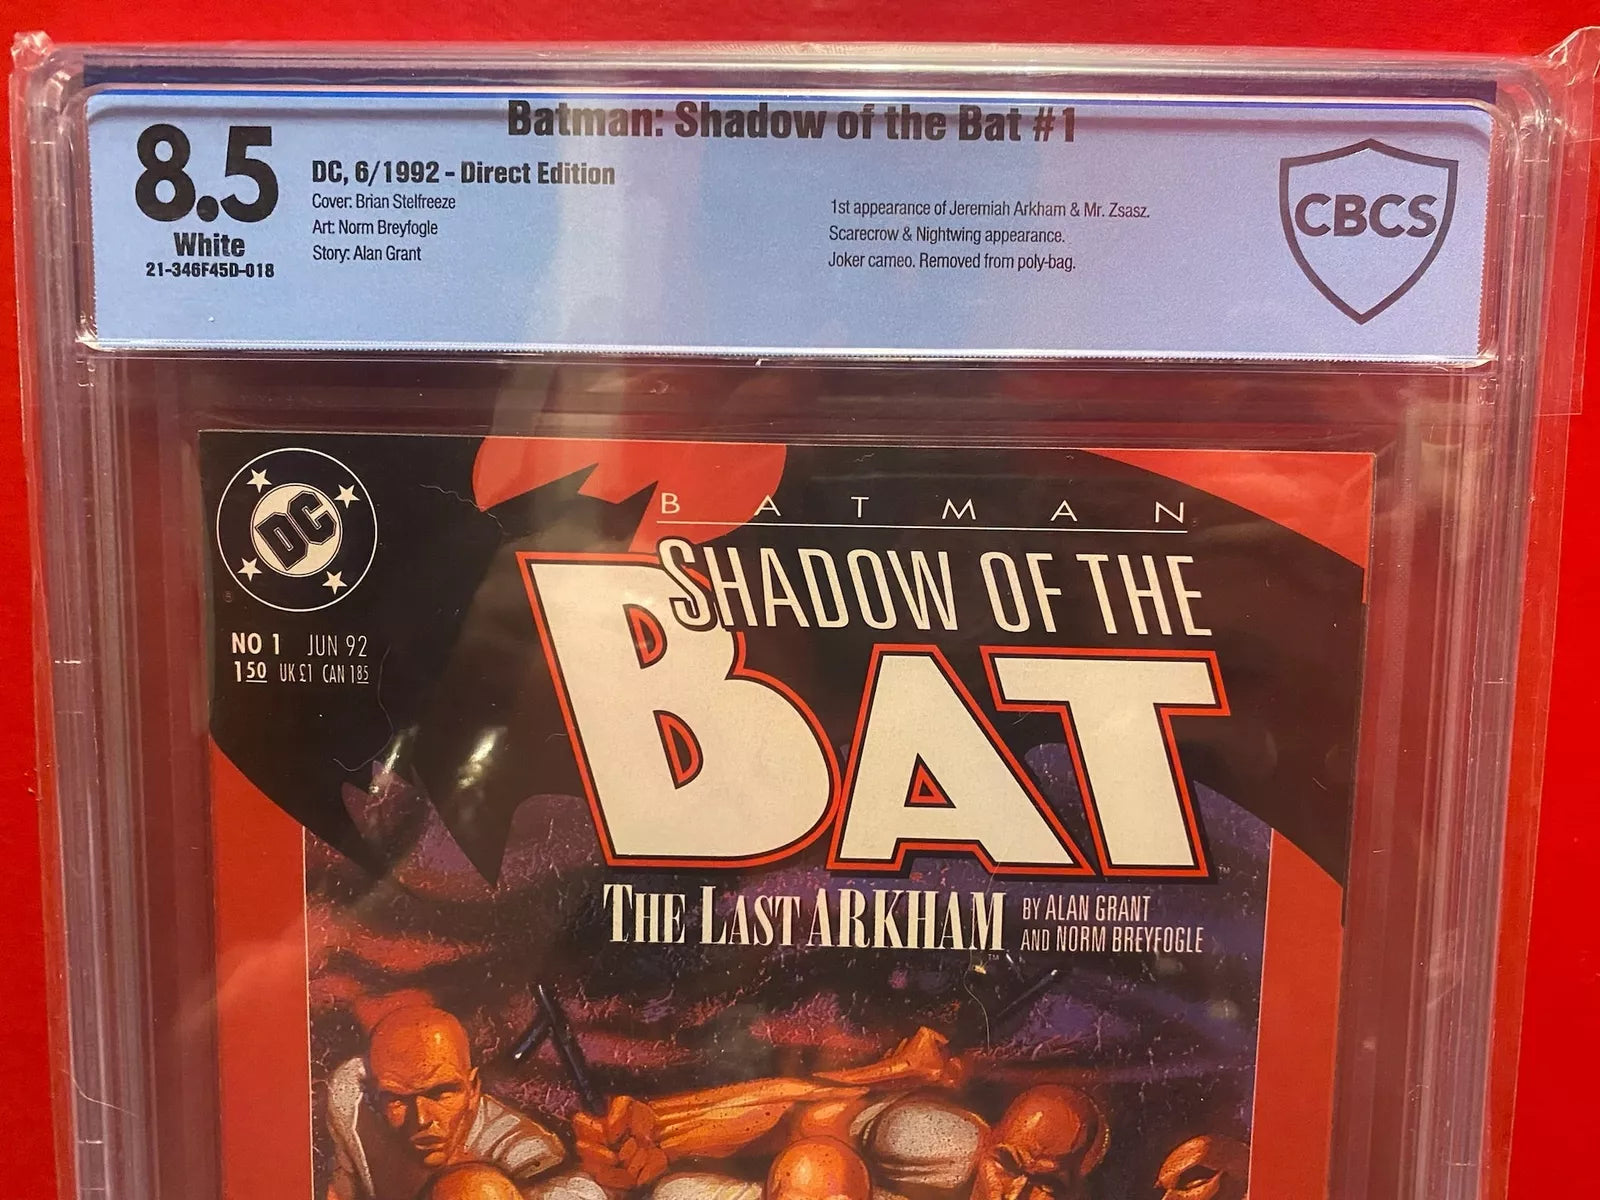 Batman: Shadow of the Bat #1
8.5
White
21-346F45D-018
DC, 6/1992 - Direct Edition
Cover: Brian Stelfreeze
Art: Norm Breyfogle
Story: Alan Grant
1st appearance of Jeremiah Arkham & Mr. Zsasz.
Scarecrow & Nightwing appearance.
Joker cameo. Removed from poly-bag.
CBCS
DC
®
NO 1 JUN 92
1 50 UK £1 CAN 1 85
BATMAN
SHADOW OF THE
BAT
™
THE LAST ARKHAM
™
BY ALAN GRANT
AND NORM BREYFOGLE